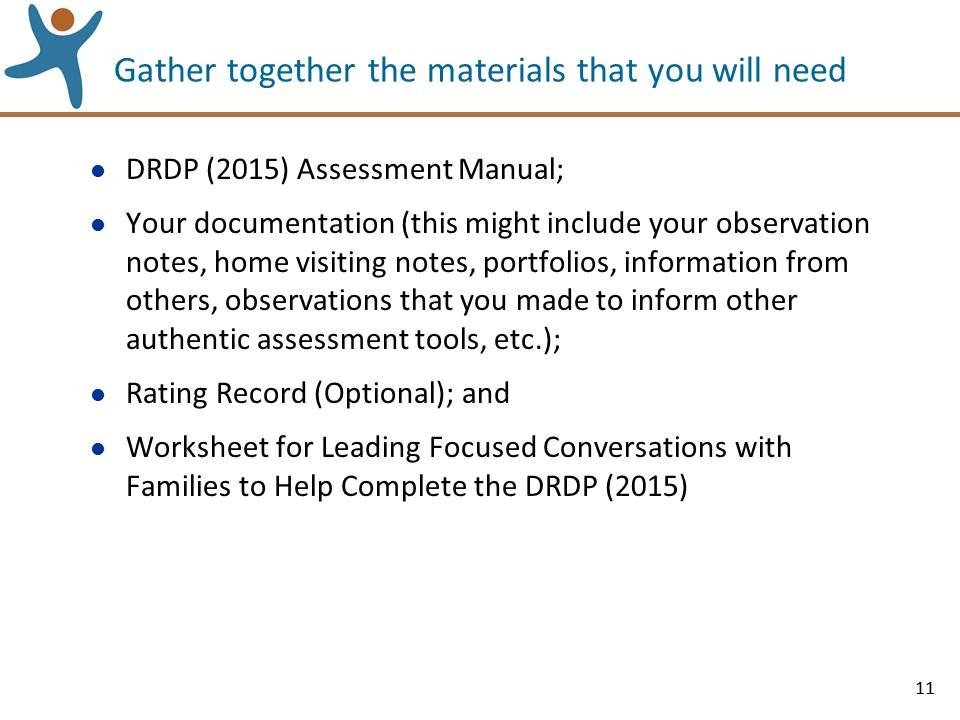 Gather together the materials that you will need
DRDP (2015) Assessment Manual;
Your documentation (this might include your observation
notes, home visiting notes, portfolios, information from
others, observations that you made to inform other
authentic assessment tools, etc.);
Rating Record (Optional); and
Worksheet for Leading Focused Conversations with
Families to Help Complete the DRDP (2015)
11